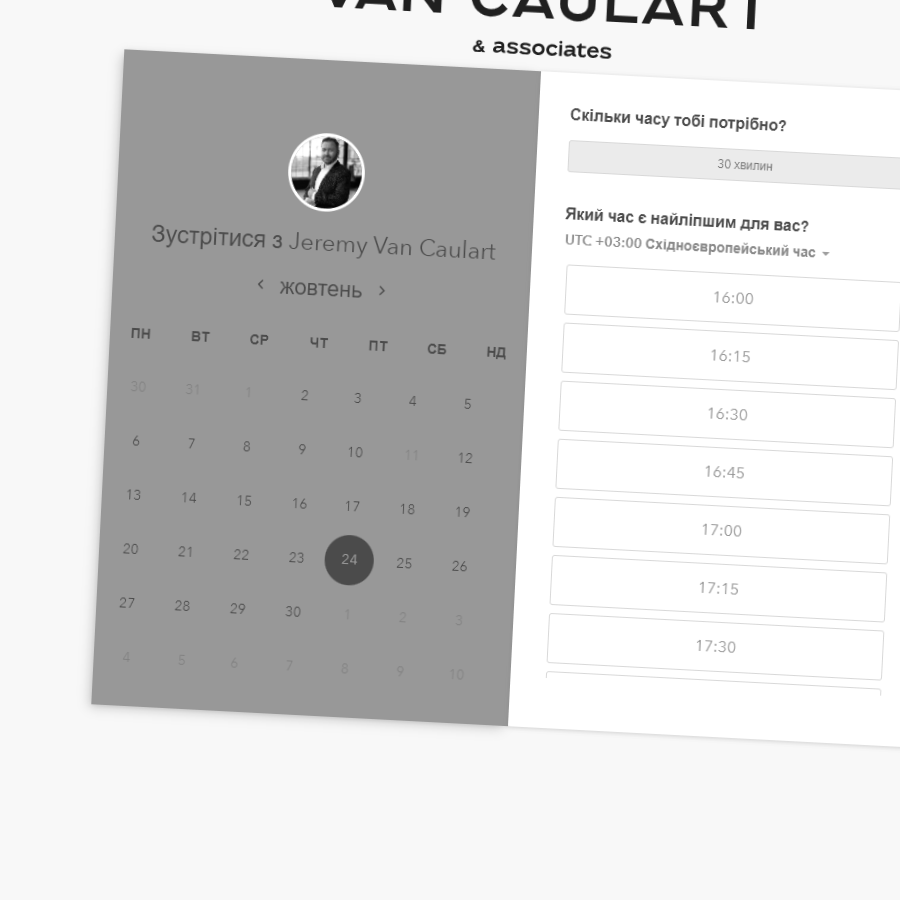 VAN CAULART
& associates
Зустрітися з Jeremy Van Caulart
‹ жовтень ›
ПН ВТ СР ЧТ ПТ СБ НД
30 31 1 2 3 4 5
6 7 8 9 10 11 12
13 14 15 16 17 18 19
20 21 22 23 24 25 26
27 28 29 30 1 2 3
4 5 6 7 8 9 10
Скільки часу тобі потрібно?
30 хвилин
Який час є найліпшим для вас?
UTC +03:00 Східноєвропейський час
16:00
16:15
16:30
16:45
17:00
17:15
17:30